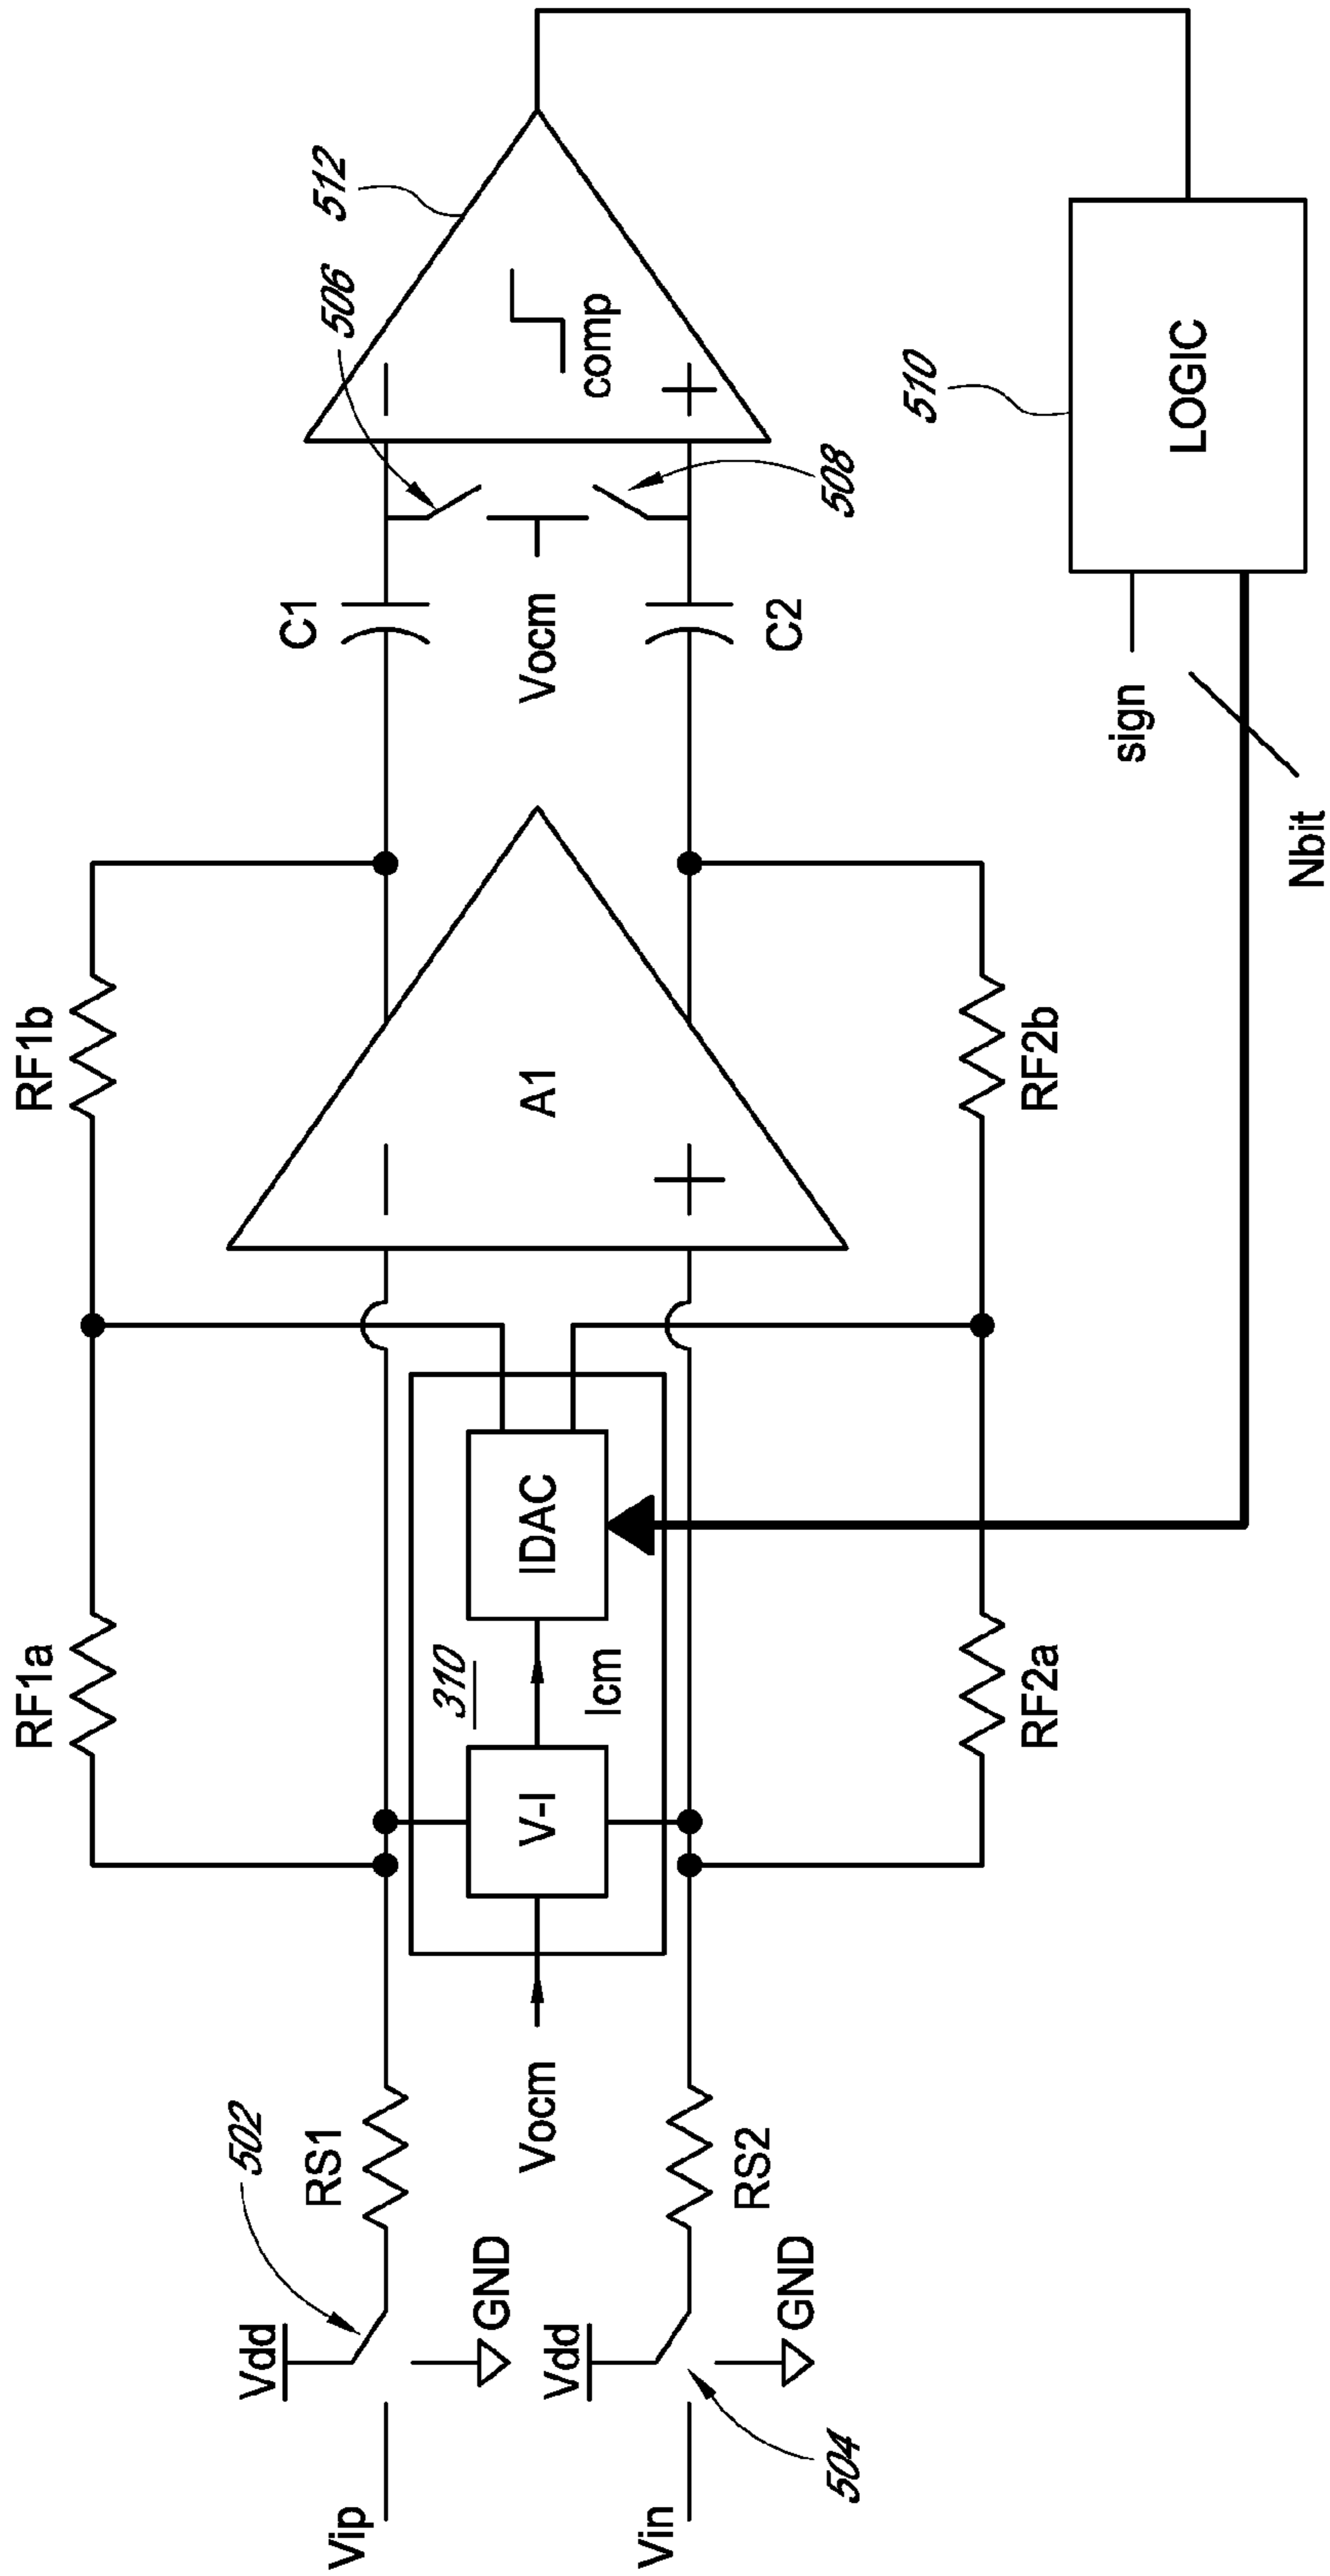 RF1a
RF1b
512
506
C1
502
RS1
310
Vdd
GND
Vip
Vocm
V-I
Icm
IDAC
A1
Vocm
comp
508
C2
RS2
Vdd
GND
Vin
504
RF2a
RF2b
510
LOGIC
sign
Nbit